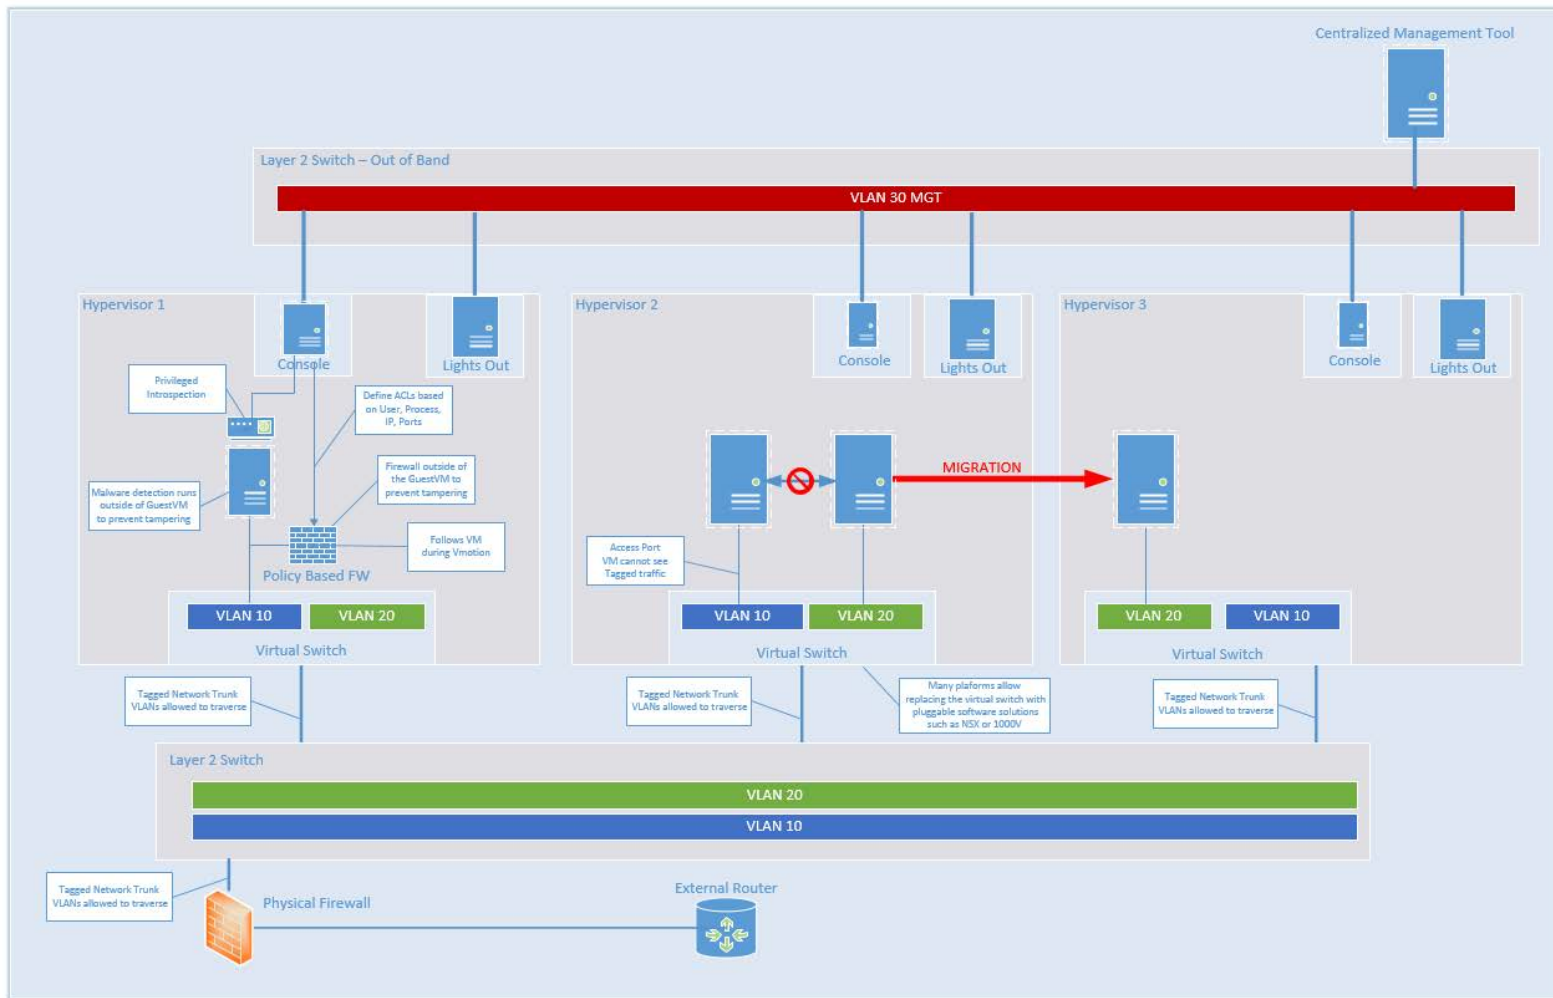 Centralized Management Tool
Layer 2 Switch – Out of Band
VLAN 30 MGT
Hypervisor 1
Console
Lights Out
Privileged
Introspection
Define ACLs based
on User, Process,
IP, Ports
Malware detection runs
outside of GuestVM
to prevent tampering
Firewall outside of
the GuestVM to
prevent tampering
Follows VM
during Vmotion
Policy Based FW
VLAN 10
VLAN 20
Virtual Switch
Hypervisor 2
Console
Lights Out
MIGRATION
Access Port
VM cannot see
Tagged traffic
VLAN 10
VLAN 20
Virtual Switch
Hypervisor 3
Console
Lights Out
VLAN 20
VLAN 10
Virtual Switch
Tagged Network Trunk
VLANs allowed to traverse
Tagged Network Trunk
VLANs allowed to traverse
Many plaforms allow
replacing the virtual switch with
pluggable software solutions
such as NSX or 1000V
Tagged Network Trunk
VLANs allowed to traverse
Layer 2 Switch
VLAN 20
VLAN 10
Tagged Network Trunk
VLANs allowed to traverse
Physical Firewall
External Router